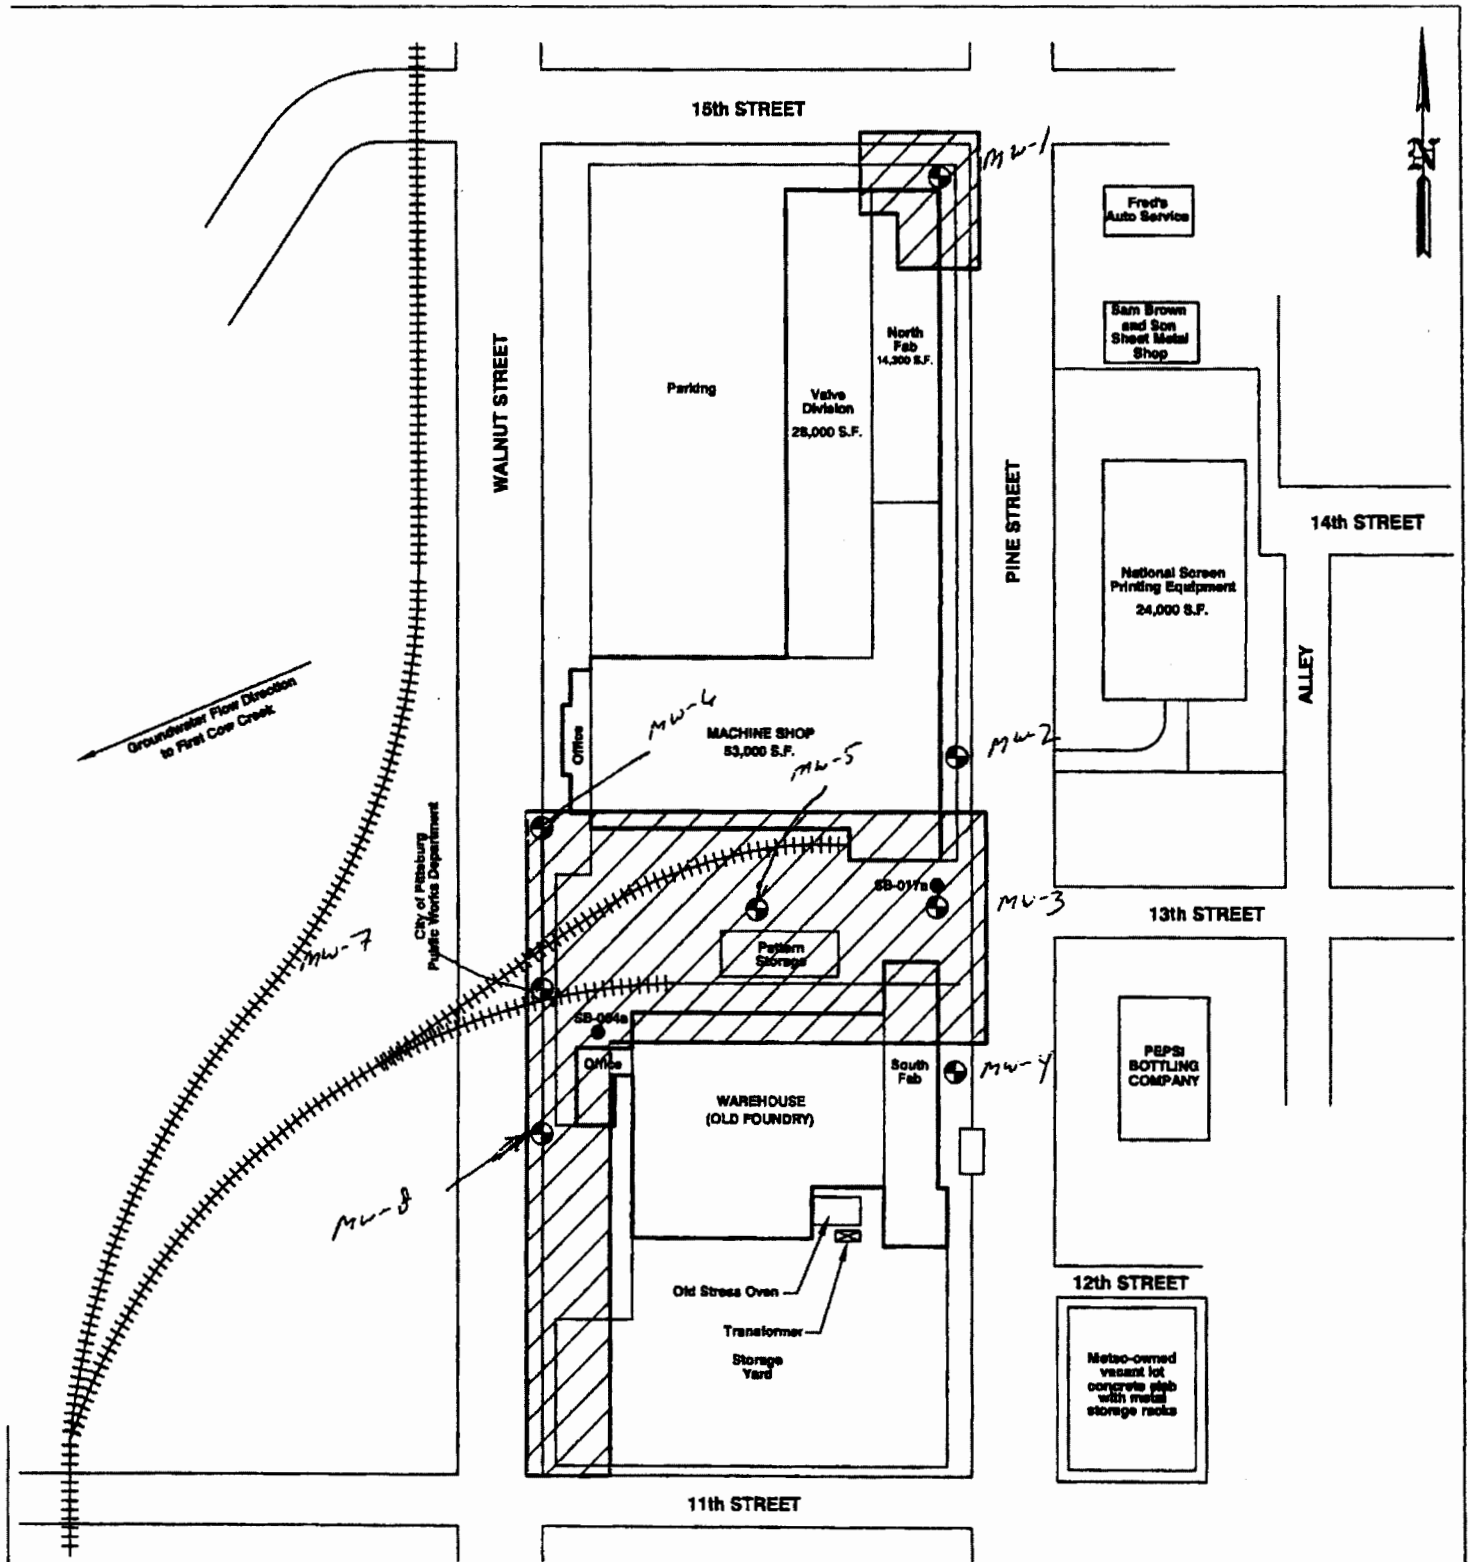 15th STREET
MW-1
N
Fred's
Auto Service
Sam Brown
and Son
Sheet Metal
Shop
North
Fab
14,300 S.F.
Parking
Valve
Division
28,000 S.F.
WALNUT STREET
PINE STREET
14th STREET
National Screen
Printing Equipment
24,000 S.F.
ALLEY
Groundwater Flow Direction
to First Cow Creek
MW-6
Office
MACHINE SHOP
53,000 S.F.
MW-2
MW-5
City of Pittsburg
Public Works Department
SB-017a
MW-3
13th STREET
MW-7
Pattern
Storage
Office
South
Fab
MW-4
PEPSI
BOTTLING
COMPANY
WAREHOUSE
(OLD FOUNDRY)
MW-8
12th STREET
Old Stress Oven
Transformer
Storage
Yard
Metso-owned
vacant lot
concrete slab
with metal
storage racks
11th STREET